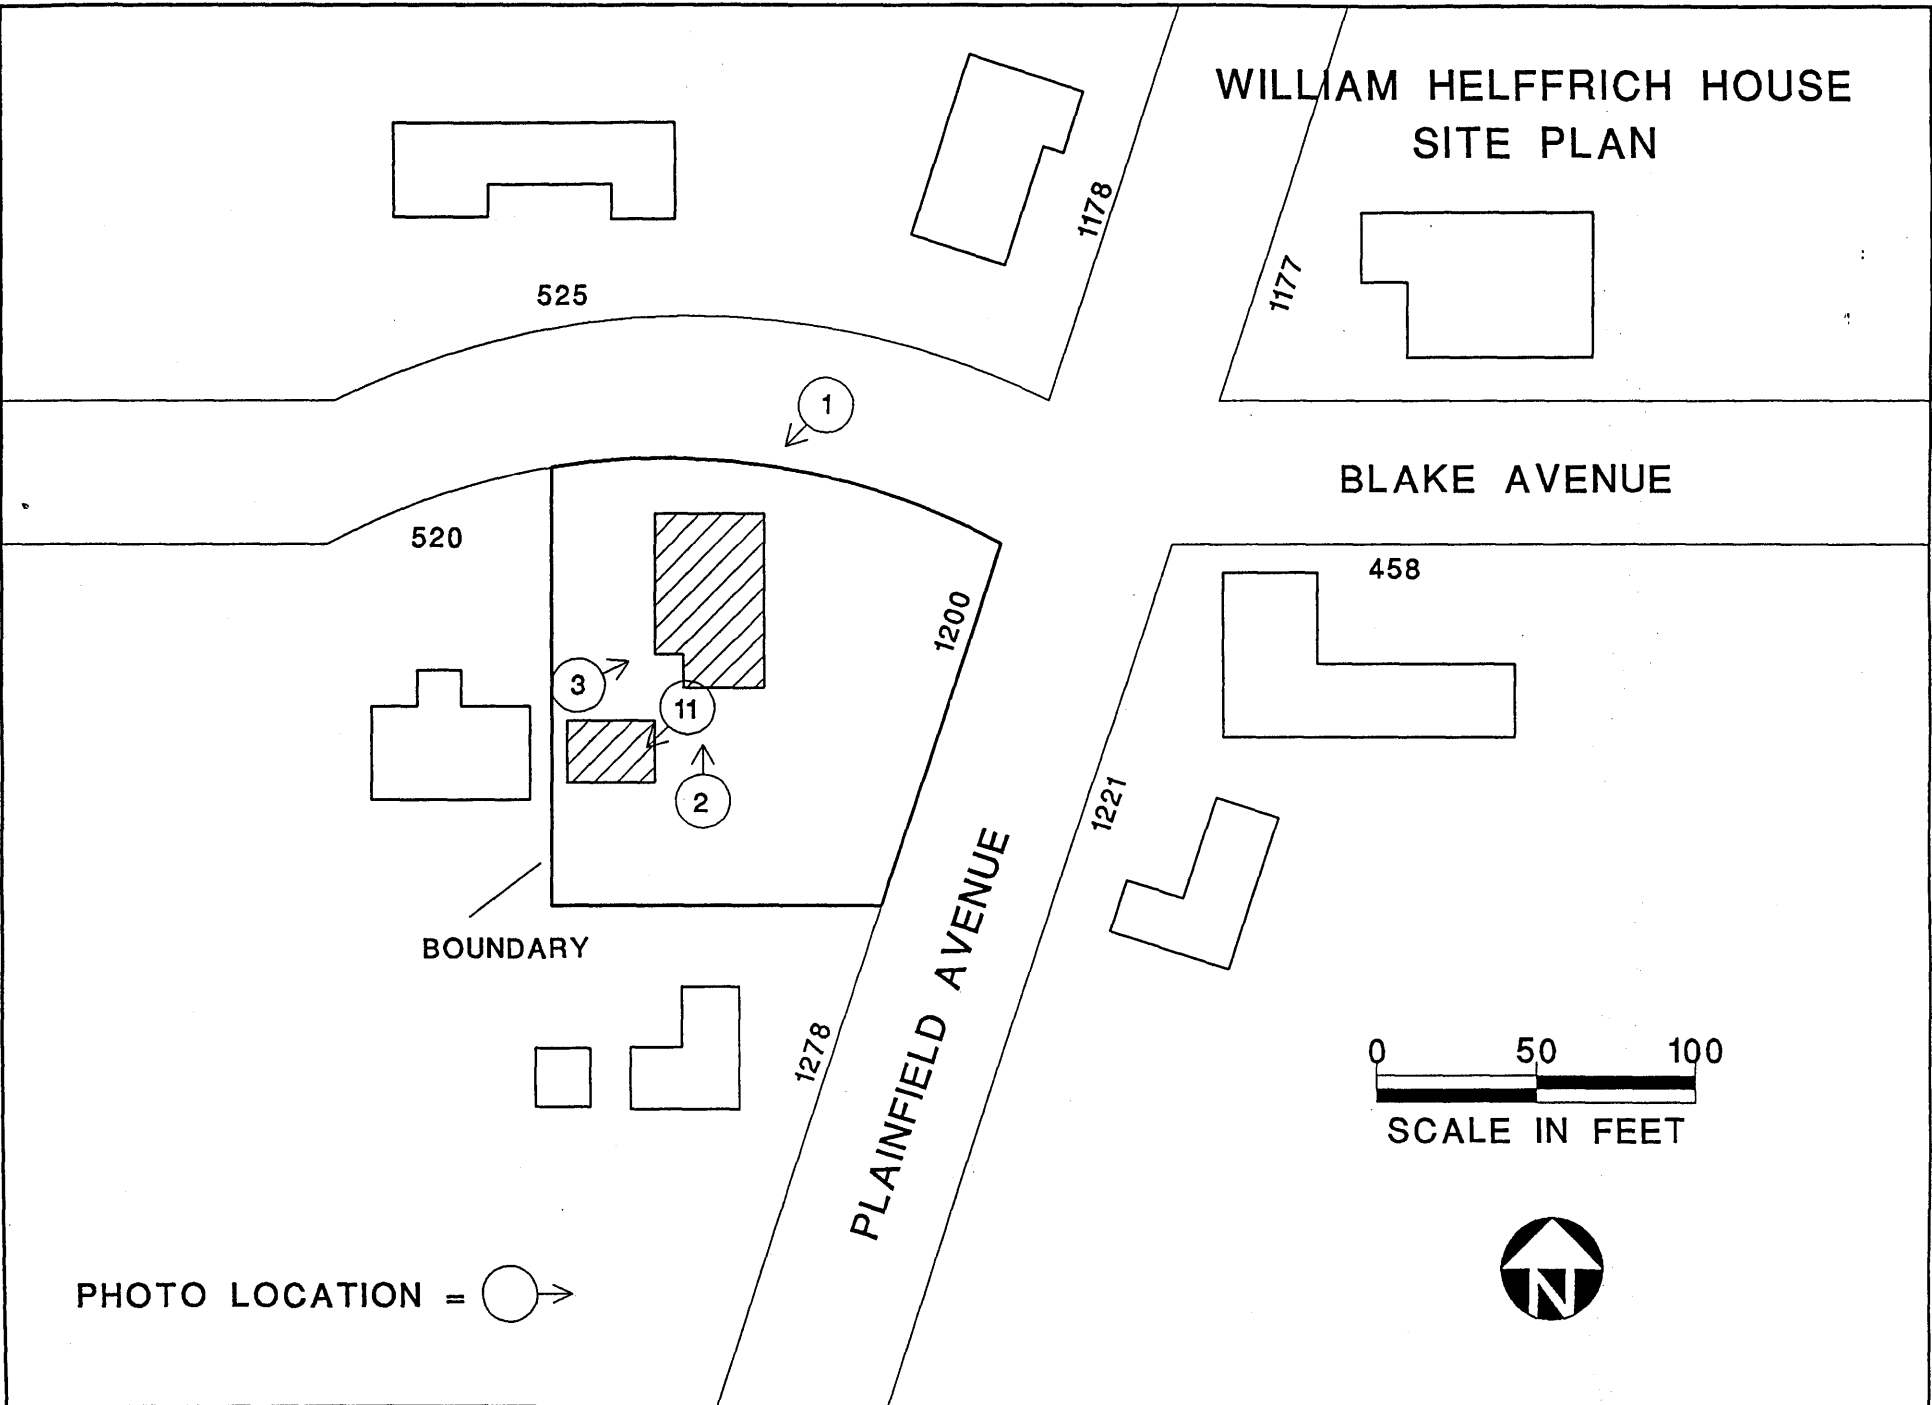 WILLIAM HELFFRICH HOUSE
SITE PLAN
1178
1177
525
1
BLAKE AVENUE
520
458
1200
3
11
2
1221
PLAINFIELD AVENUE
BOUNDARY
1278
0 50 100
SCALE IN FEET
N
PHOTO LOCATION =